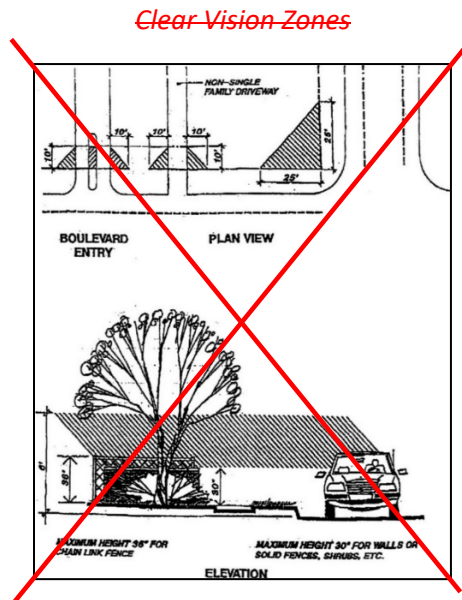 Clear Vision Zones
NON-SINGLE
FAMILY DRIVEWAY
10'
10'
10'
10'
10'
25'
25'
BOULEVARD
ENTRY
PLAN VIEW
6'
36"
30"
MAXIMUM HEIGHT 36" FOR
CHAIN LINK FENCE
MAXIMUM HEIGHT 30" FOR WALLS OR
SOLID FENCES, SHRUBS, ETC.
ELEVATION